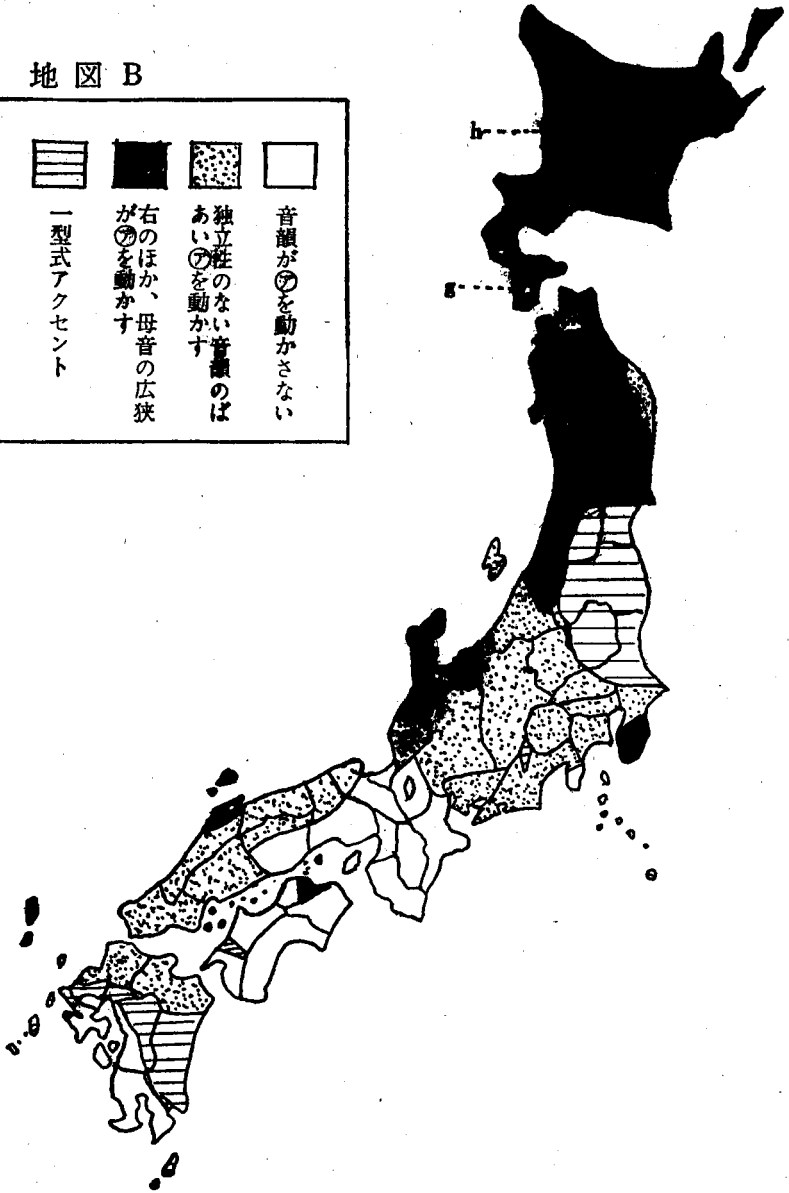 地図B
音韻が㋐を動かさない
独立性のない音韻のば
あい㋐を動かす
右のほか、母音の広狭
が㋐を動かす
一型式アクセント
h
g